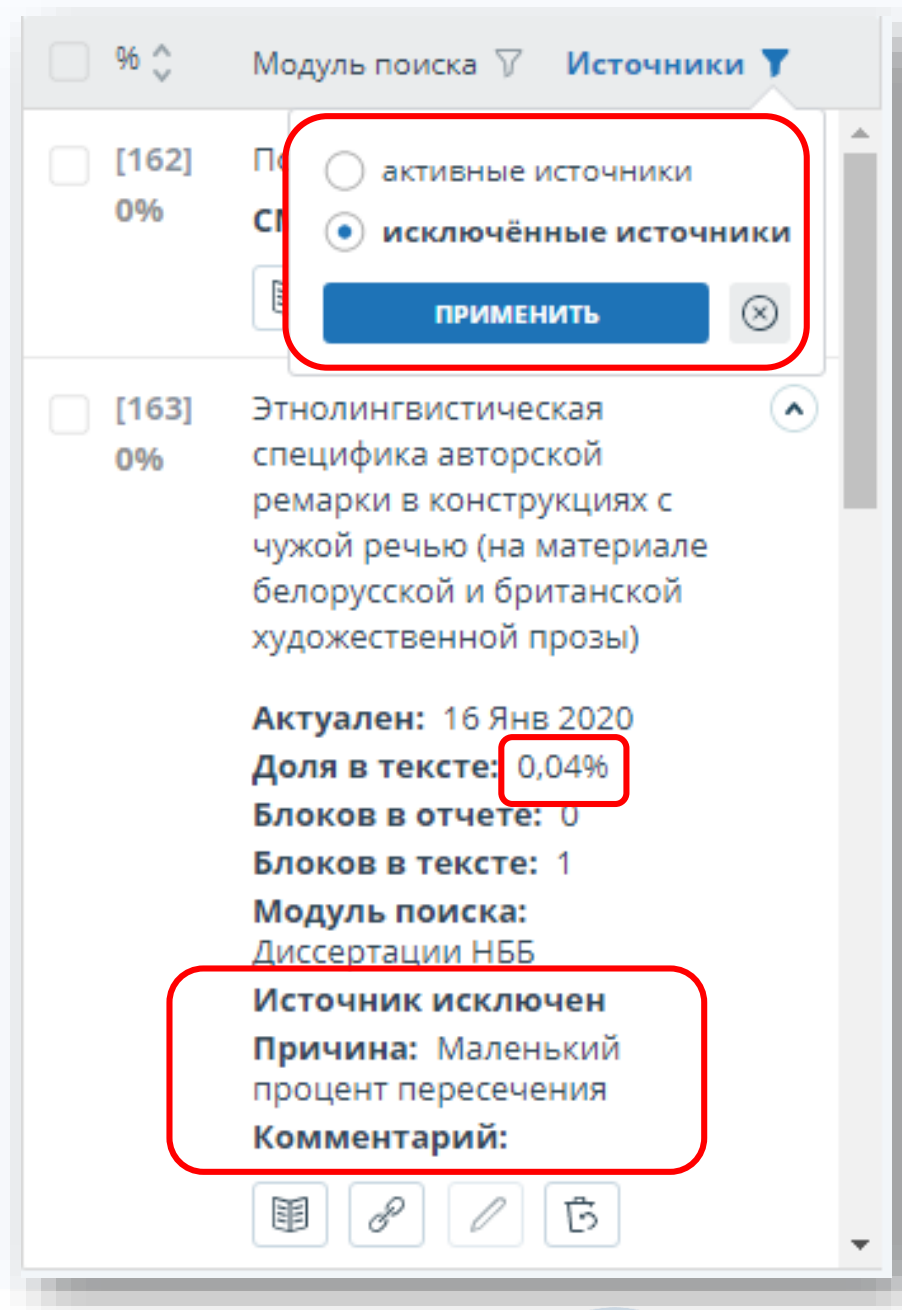 % Модуль поиска Источники
[162]
0%
активные источники
исключённые источники
ПРИМЕНИТЬ
[163] Этнолингвистическая
0% специфика авторской
ремарки в конструкциях с
чужой речью (на материале
белорусской и британской
художественной прозы)
Актуален: 16 Янв 2020
Доля в тексте: 0,04%
Блоков в отчете: 0
Блоков в тексте: 1
Модуль поиска:
Диссертации НББ
Источник исключен
Причина: Маленький
процент пересечения
Комментарий: